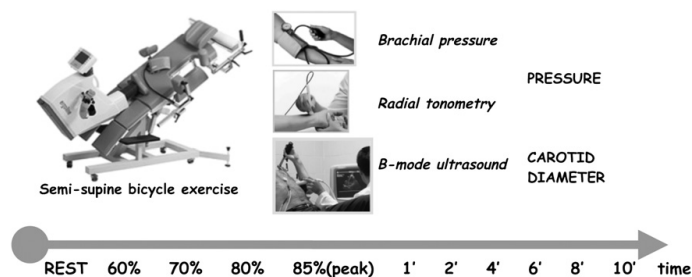 Brachial pressure
PRESSURE
Radial tonometry
B-mode ultrasound
CAROTID
DIAMETER
Semi-supine bicycle exercise
REST 60% 70% 80% 85%(peak) 1' 2' 4' 6' 8' 10' time